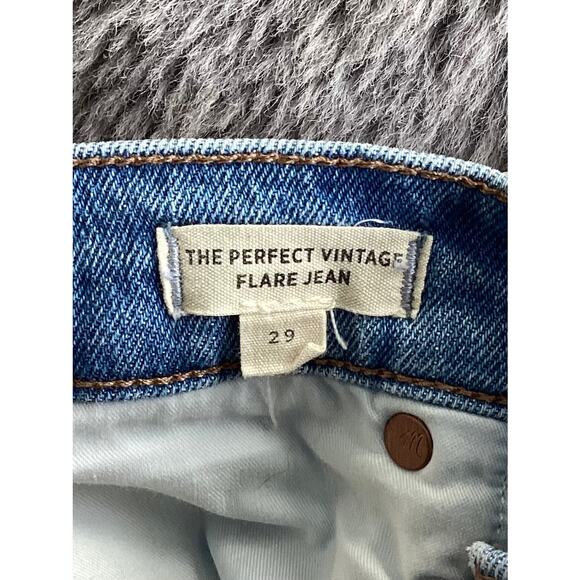 THE PERFECT VINTAGE
FLARE JEAN
29